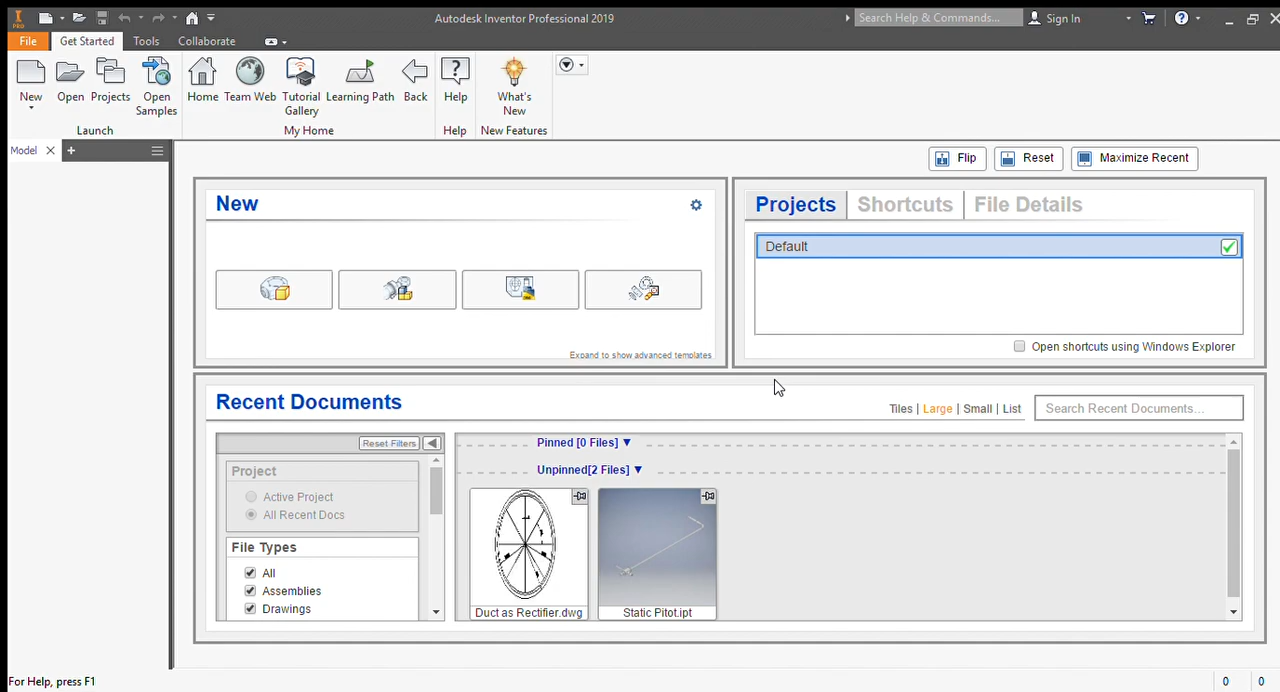 PRO
Autodesk Inventor Professional 2019
Search Help & Commands...
Sign In
File
Get Started
Tools
Collaborate
New
Open
Projects
Open Samples
Home
Team Web
Tutorial Gallery
Learning Path
Back
Help
What's New
Launch
My Home
Help
New Features
Model
Flip
Reset
Maximize Recent
New
Projects
Shortcuts
File Details
Default
Open shortcuts using Windows Explorer
Expand to show advanced templates
Recent Documents
Tiles | Large | Small | List
Search Recent Documents...
Reset Filters
Project
Active Project
All Recent Docs
File Types
All
Assemblies
Drawings
Pinned [0 Files]
Unpinned[2 Files]
Duct as Rectifier.dwg
Static Pitot.ipt
For Help, press F1
0
0